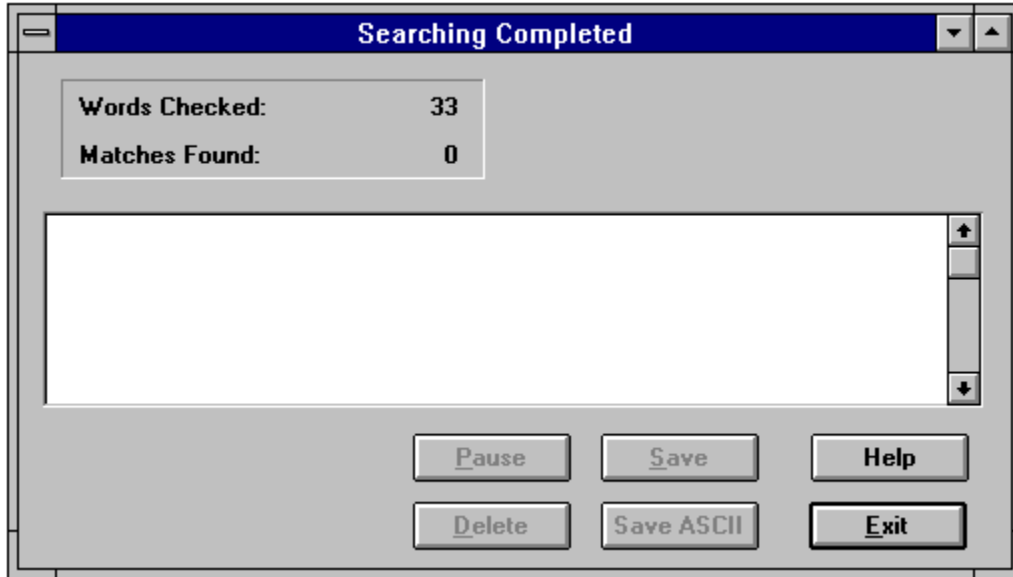 Searching Completed
Words Checked: 33
Matches Found: 0
Pause Save Help
Delete Save ASCII Exit